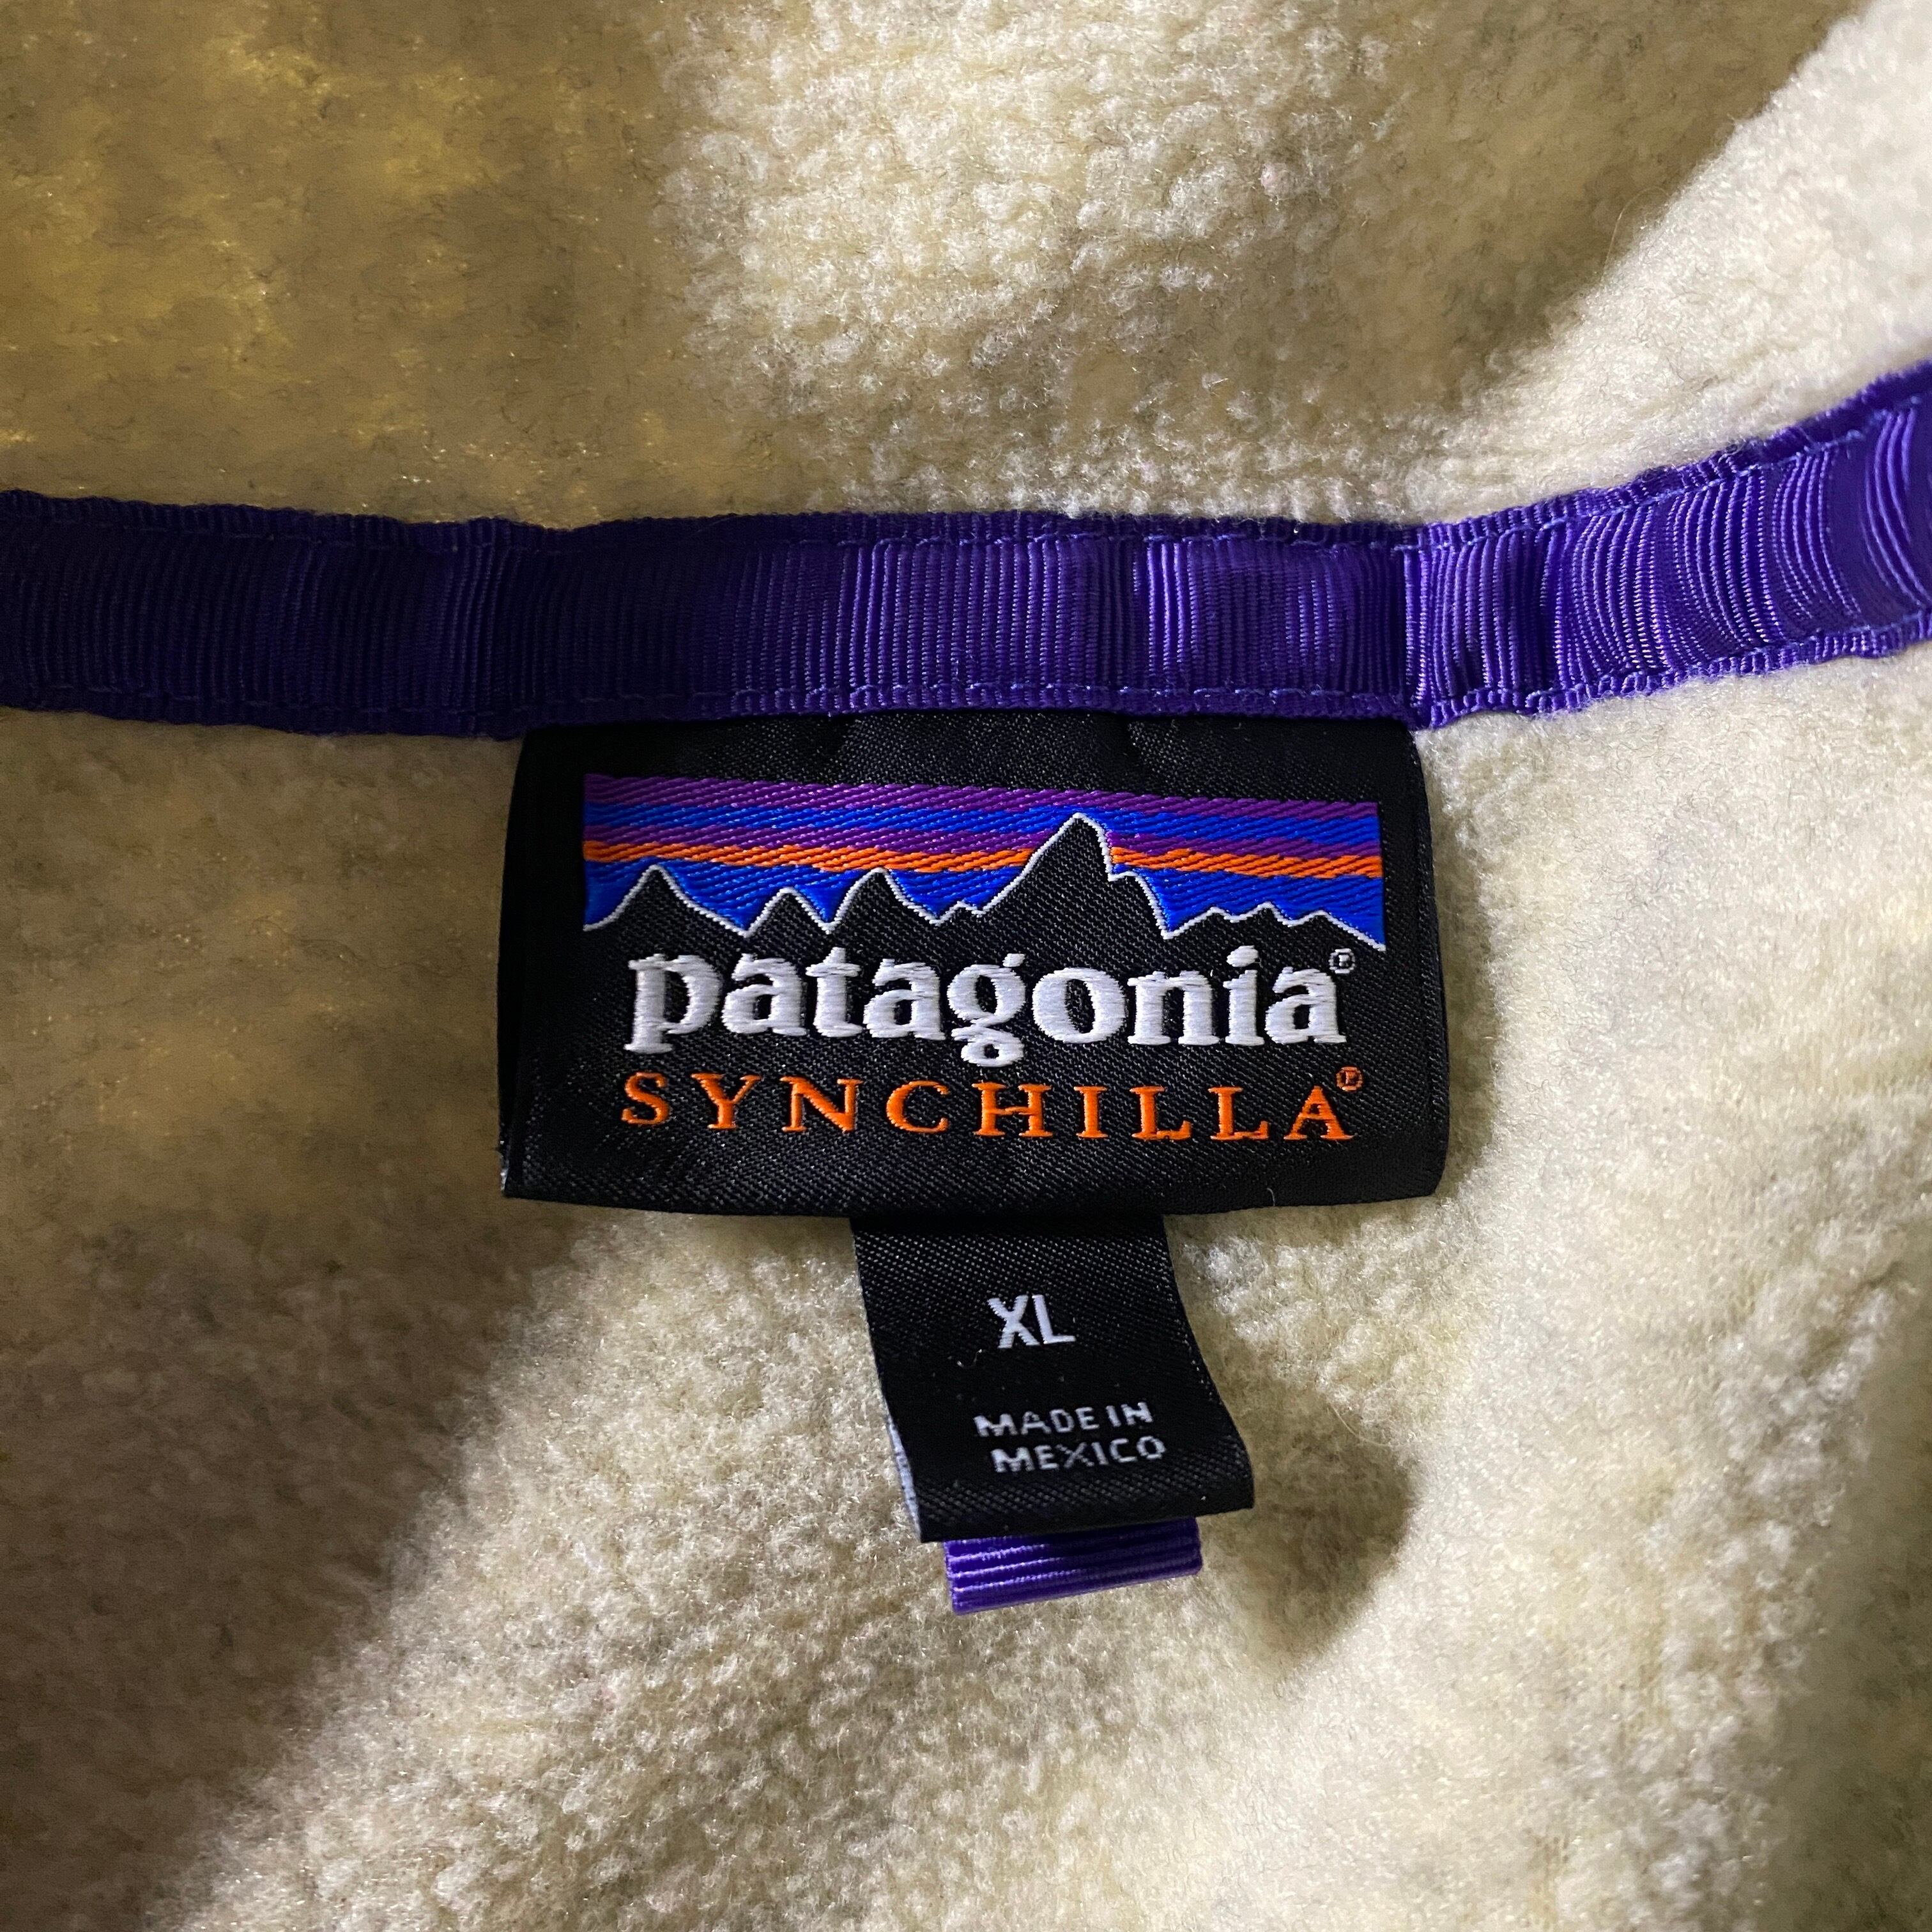 patagonia®
SYNCHILLA®
XL
MADE IN
MEXICO